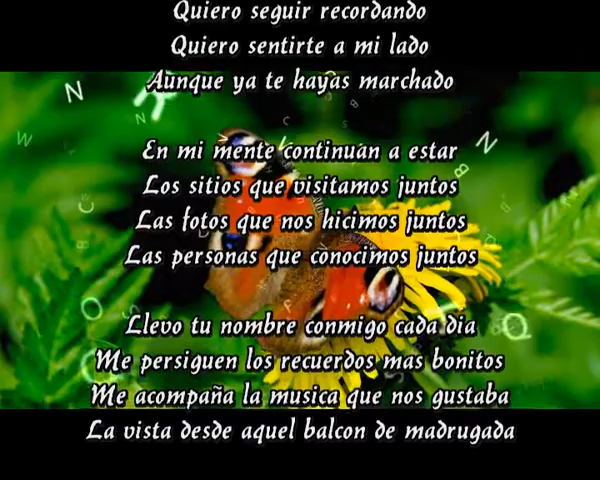 Quiero seguir recordando
Quiero sentirte a mi lado
Aunque ya te hayas marchado
En mi mente continuan a estar
Los sitios que visitamos juntos
Las fotos que nos hicimos juntos
Las personas que conocimos juntos
Llevo tu nombre conmigo cada dia
Me persiguen los recuerdos mas bonitos
Me acompaña la musica que nos gustaba
La vista desde aquel balcon de madrugada